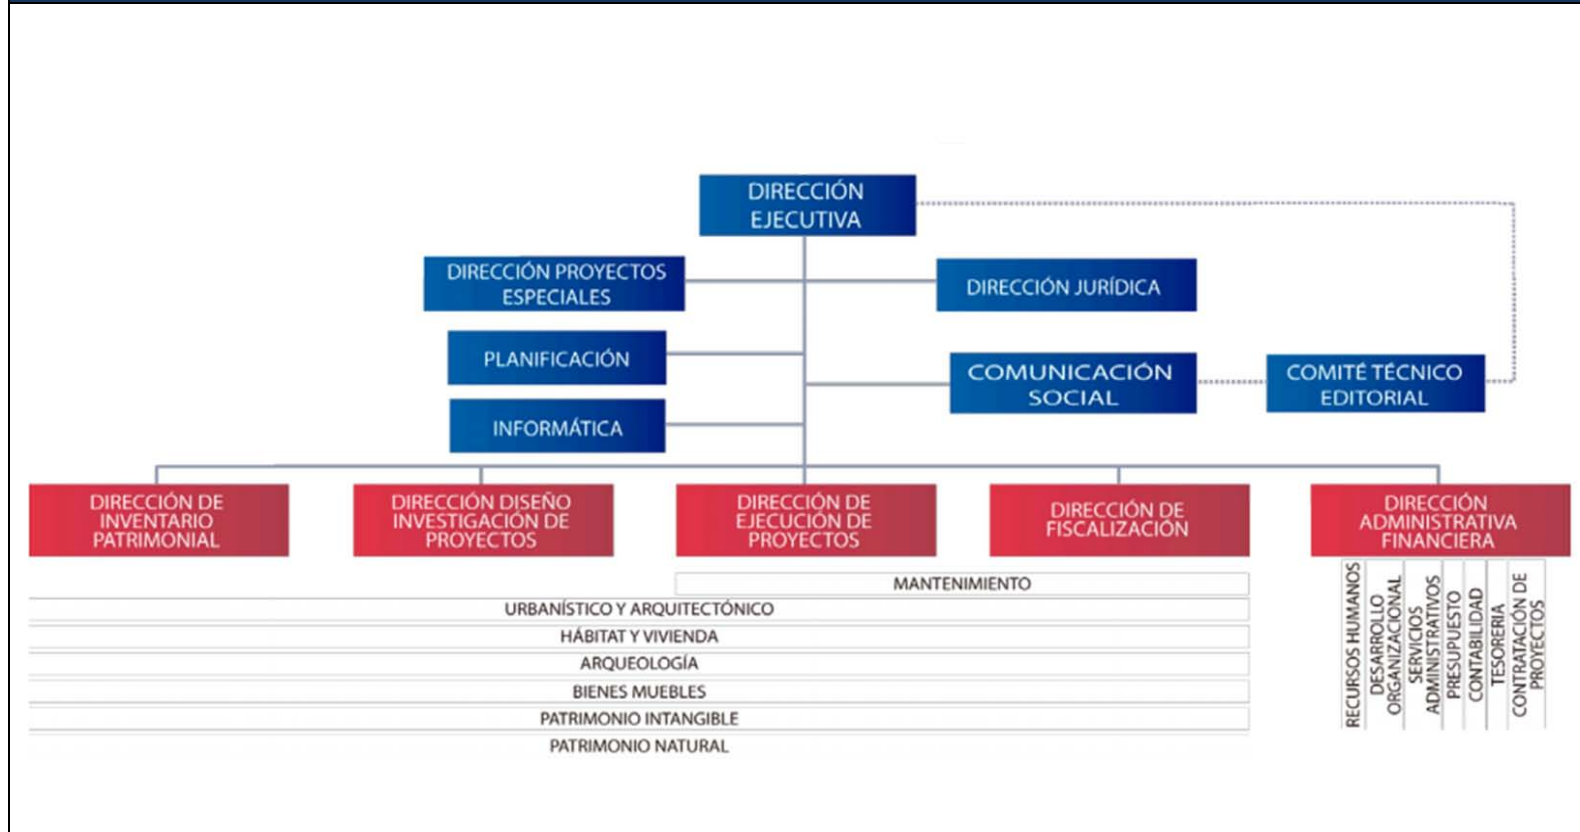 DIRECCIÓN
EJECUTIVA
DIRECCIÓN PROYECTOS
ESPECIALES
DIRECCIÓN JURÍDICA
PLANIFICACIÓN
COMUNICACIÓN
SOCIAL
COMITÉ TÉCNICO
EDITORIAL
INFORMÁTICA
DIRECCIÓN DE
INVENTARIO
PATRIMONIAL
DIRECCIÓN DISEÑO
INVESTIGACIÓN DE
PROYECTOS
DIRECCIÓN DE
EJECUCIÓN DE
PROYECTOS
DIRECCIÓN DE
FISCALIZACIÓN
DIRECCIÓN
ADMINISTRATIVA
FINANCIERA
MANTENIMIENTO
URBANÍSTICO Y ARQUITECTÓNICO
HÁBITAT Y VIVIENDA
ARQUEOLOGÍA
BIENES MUEBLES
PATRIMONIO INTANGIBLE
PATRIMONIO NATURAL
RECURSOS HUMANOS
DESARROLLO
ORGANIZACIONAL
SERVICIOS
ADMINISTRATIVOS
PRESUPUESTO
CONTABILIDAD
TESORERIA
CONTRATACIÓN DE
PROYECTOS